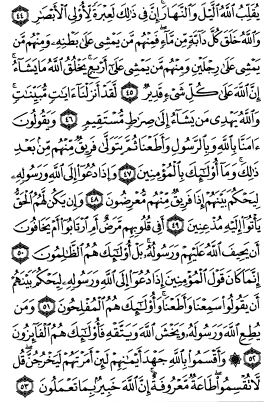 يُقَلِّبُ ٱللَّهُ ٱلَّيْلَ وَٱلنَّهَارَ إِنَّ فِى ذَٰلِكَ لَعِبْرَةً لِّأُو۟لِى ٱلْأَبْصَٰرِ ٤٤
وَٱللَّهُ خَلَقَ كُلَّ دَآبَّةٍ مِّن مَّآءٍ فَمِنْهُم مَّن يَمْشِى عَلَىٰ بَطْنِهِۦ وَمِنْهُم مَّن
يَمْشِى عَلَىٰ رِجْلَيْنِ وَمِنْهُم مَّن يَمْشِى عَلَىٰٓ أَرْبَعٍ يَخْلُقُ ٱللَّهُ مَا يَشَآءُ
إِنَّ ٱللَّهَ عَلَىٰ كُلِّ شَىْءٍ قَدِيرٌ ٤٥ لَّقَدْ أَنزَلْنَآ ءَايَٰتٍ مُّبَيِّنَٰتٍ
وَٱللَّهُ يَهْدِى مَن يَشَآءُ إِلَىٰ صِرَٰطٍ مُّسْتَقِيمٍ ٤٦ وَيَقُولُونَ
ءَامَنَّا بِٱللَّهِ وَبِٱلرَّسُولِ وَأَطَعْنَا ثُمَّ يَتَوَلَّىٰ فَرِيقٌ مِّنْهُم مِّنۢ بَعْدِ
ذَٰلِكَ وَمَآ أُو۟لَٰٓئِكَ بِٱلْمُؤْمِنِينَ ٤٧ وَإِذَا دُعُوٓا۟ إِلَى ٱللَّهِ وَرَسُولِهِۦ
لِيَحْكُمَ بَيْنَهُمْ إِذَا فَرِيقٌ مِّنْهُم مُّعْرِضُونَ ٤٨ وَإِن يَكُن لَّهُمُ ٱلْحَقُّ
يَأْتُوٓا۟ إِلَيْهِ مُذْعِنِينَ ٤٩ أَفِى قُلُوبِهِم مَّرَضٌ أَمِ ٱرْتَابُوٓا۟ أَمْ يَخَافُونَ
أَن يَحِيفَ ٱللَّهُ عَلَيْهِمْ وَرَسُولُهُۥ بَلْ أُو۟لَٰٓئِكَ هُمُ ٱلظَّٰلِمُونَ ٥٠
إِنَّمَا كَانَ قَوْلَ ٱلْمُؤْمِنِينَ إِذَا دُعُوٓا۟ إِلَى ٱللَّهِ وَرَسُولِهِۦ لِيَحْكُمَ بَيْنَهُمْ
أَن يَقُولُوا۟ سَمِعْنَا وَأَطَعْنَا وَأُو۟لَٰٓئِكَ هُمُ ٱلْمُفْلِحُونَ ٥١ وَمَن
يُطِعِ ٱللَّهَ وَرَسُولَهُۥ وَيَخْشَ ٱللَّهَ وَيَتَّقْهِ فَأُو۟لَٰٓئِكَ هُمُ ٱلْفَآئِزُونَ
٥٢ ۞ وَأَقْسَمُوا۟ بِٱللَّهِ جَهْدَ أَيْمَٰنِهِمْ لَئِنْ أَمَرْتَهُمْ لَيَخْرُجُنَّ قُل
لَّا تُقْسِمُوا۟ طَاعَةٌ مَّعْرُوفَةٌ إِنَّ ٱللَّهَ خَبِيرٌۢ بِمَا تَعْمَلُونَ ٥٣